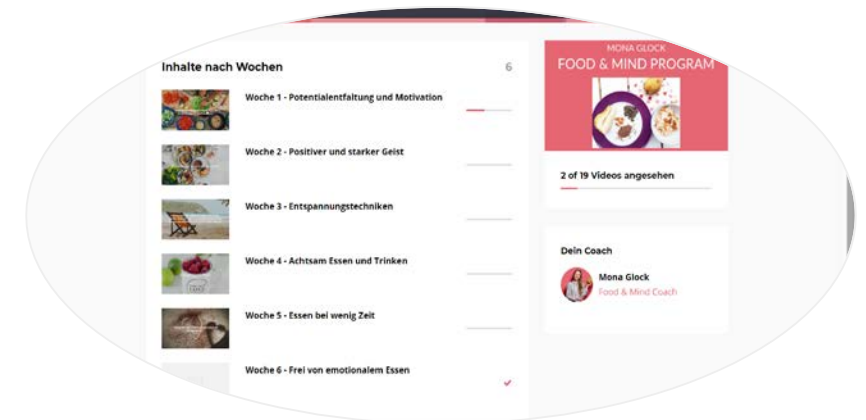 Inhalte nach Wochen
6
Woche 1 - Potentialentfaltung und Motivation
Woche 2 - Positiver und starker Geist
Woche 3 - Entspannungstechniken
Woche 4 - Achtsam Essen und Trinken
Woche 5 - Essen bei wenig Zeit
Woche 6 - Frei von emotionalem Essen
MONA GLOCK
FOOD & MIND PROGRAM
2 of 19 Videos angesehen
Dein Coach
Mona Glock
Food & Mind Coach